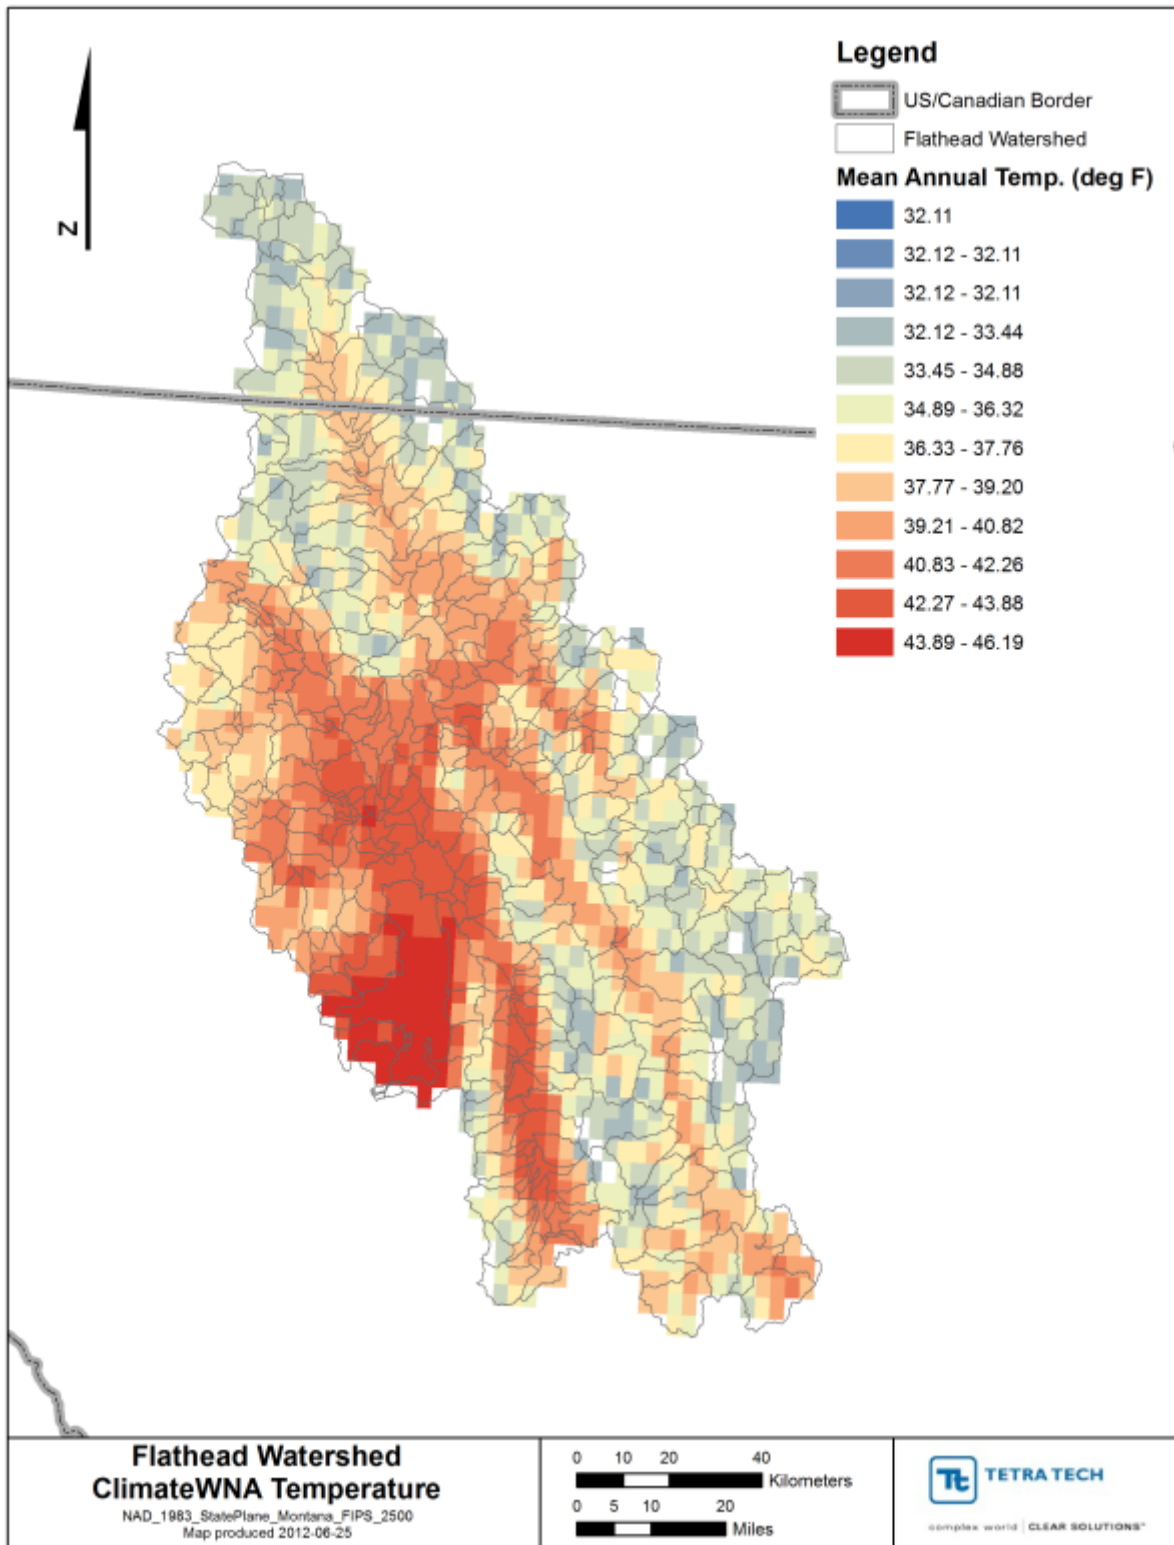 Legend
US/Canadian Border
Flathead Watershed
Mean Annual Temp. (deg F)
32.11
32.12 - 32.11
32.12 - 32.11
32.12 - 33.44
33.45 - 34.88
34.89 - 36.32
36.33 - 37.76
37.77 - 39.20
39.21 - 40.82
40.83 - 42.26
42.27 - 43.88
43.89 - 46.19
N
Flathead Watershed
ClimateWNA Temperature
NAD_1983_StatePlane_Montana_FIPS_2500
Map produced 2012-06-25
0 10 20 40
Kilometers
0 5 10 20
Miles
Tt TETRA TECH
complex world | CLEAR SOLUTIONS™